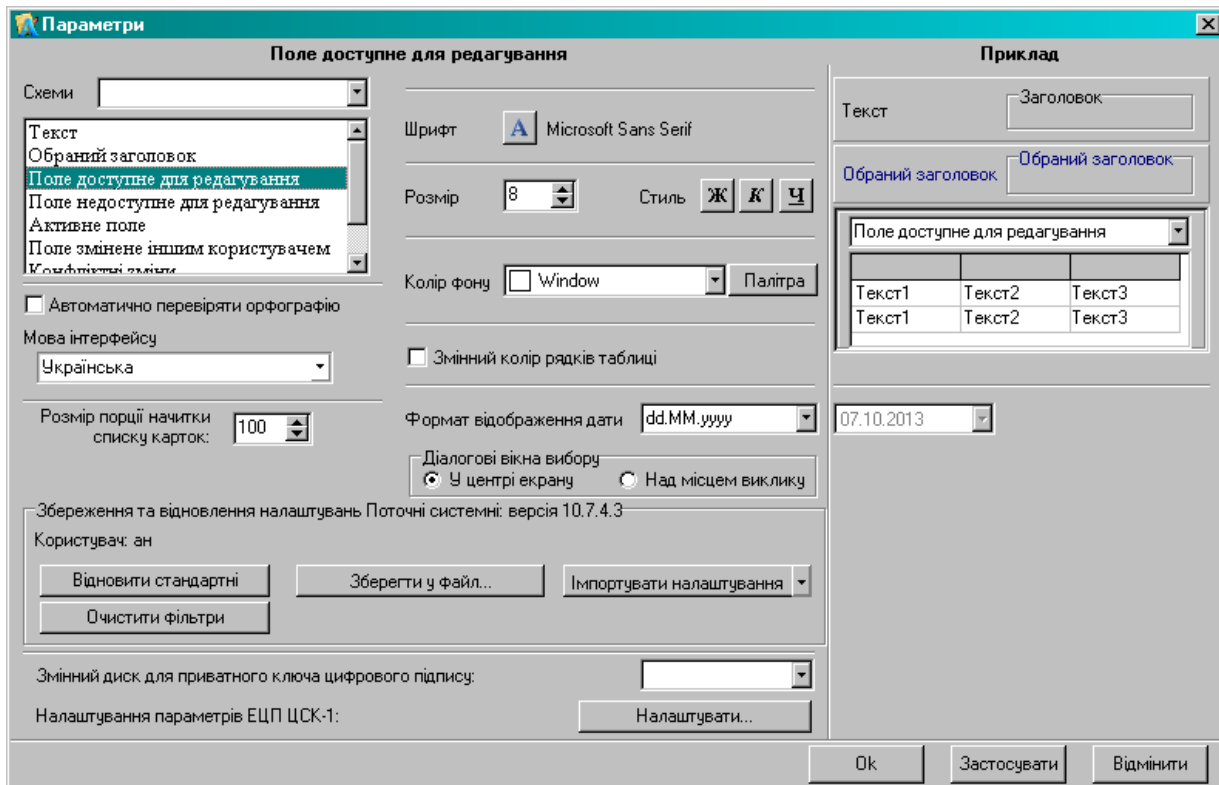 Параметри
Поле доступне для редагування
Приклад
Схеми
Текст
Обраний заголовок
Поле доступне для редагування
Поле недоступне для редагування
Активне поле
Поле змінене іншим користувачем
Конфліктні зміни
Автоматично перевіряти орфографію
Мова інтерфейсу
Українська
Розмір порції начитки
списку карток:
100
Шрифт
A
Microsoft Sans Serif
Розмір
8
Стиль
Ж
К
Ч
Колір фону
Window
Палітра
Змінний колір рядків таблиці
Формат відображення дати
dd.MM.yyyy
Діалогові вікна вибору
У центрі екрану
Над місцем виклику
Текст
Заголовок
Обраний заголовок
Обраний заголовок
Поле доступне для редагування
Текст1 Текст2 Текст3
Текст1 Текст2 Текст3
07.10.2013
Збереження та відновлення налаштувань Поточні системні: версія 10.7.4.3
Користувач: ан
Відновити стандартні
Зберегти у файл...
Імпортувати налаштування
Очистити фільтри
Змінний диск для приватного ключа цифрового підпису:
Налаштування параметрів ЕЦП ЦСК-1:
Налаштувати...
Ok
Застосувати
Відмінити